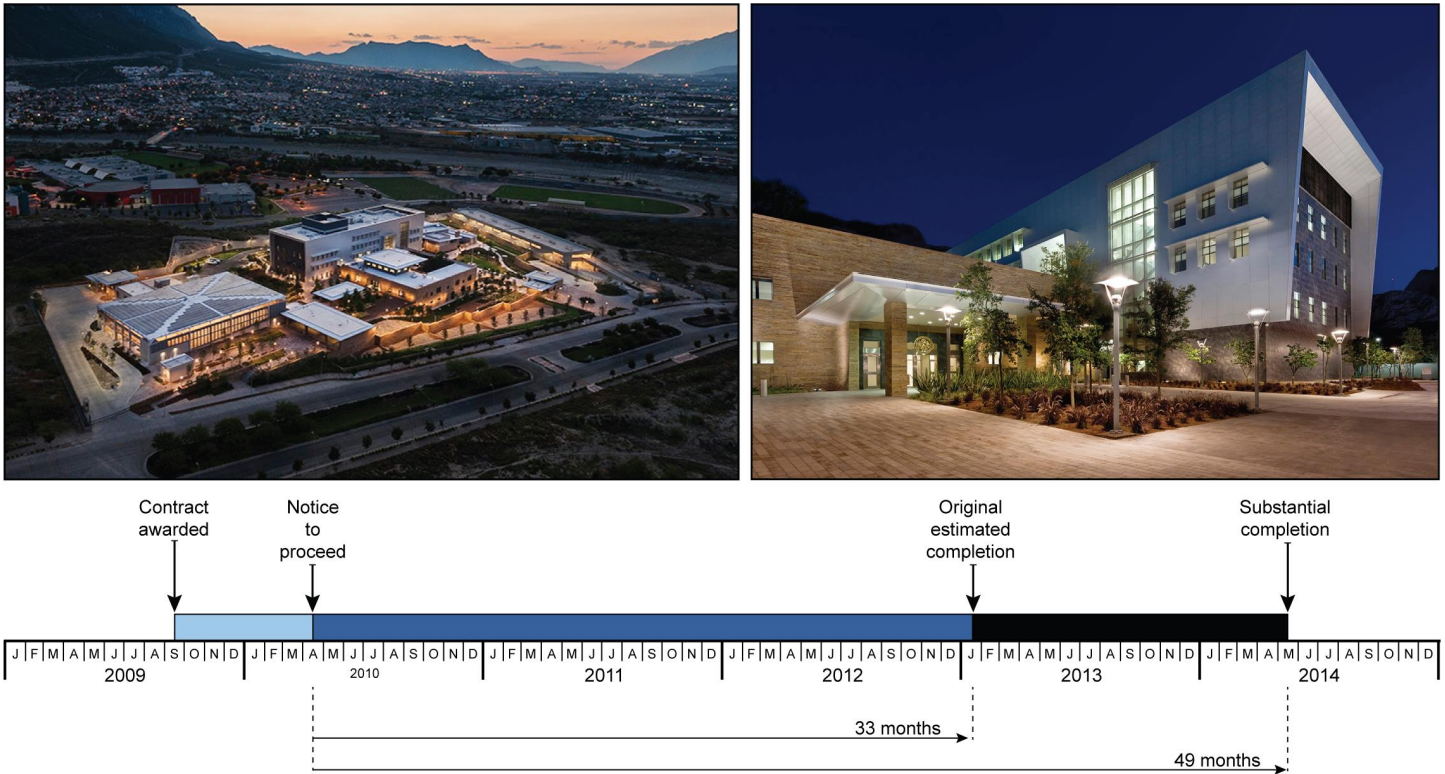 Contract
awarded
Notice
to
proceed
Original
estimated
completion
Substantial
completion
J F M A M J J A S O N D J F M A M J J A S O N D J F M A M J J A S O N D J F M A M J J A S O N D J F M A M J J A S O N D J F M A M J J A S O N D
2009 2010 2011 2012 2013 2014
33 months
49 months